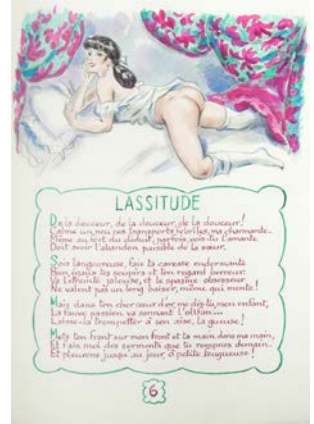 LASSITUDE
De la douceur, de la douceur, de la douceur!
Calme un peu ces transports fébriles, ma charmante.
Même au fort du déduit, parfois, vois-tu l'amante
Doit avoir l'abandon paisible de la sœur.
Sois langoureuse, fais ta caresse endormante
Bien égaux tes soupirs et ton regard berceur.
Va l'étreinte jalouse, et le spasme obsesseur
Ne valent pas un long baiser, même qui mente!
Mais dans ton cher cœur d'or, me dis-tu, mon enfant,
La fauve passion va sonnant l'olifan...
Laisse-la trompetter à son aise, la gueuse!
Mets ton front sur mon front et ta main dans ma main,
Et fais-moi des serments que tu rompras demain.
Et pleurons jusqu'au jour, ô petite fougueuse!
6